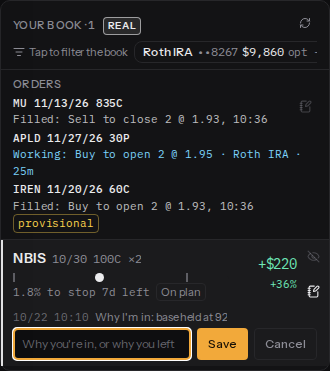 YOUR BOOK · 1 REAL
Tap to filter the book Roth IRA ••8267 $9,860 opt ·
ORDERS
MU 11/13/26 835C
Filled: Sell to close 2 @ 1.93, 10:36
APLD 11/27/26 30P
Working: Buy to open 2 @ 1.95 · Roth IRA ·
25m
IREN 11/20/26 60C
Filled: Buy to open 2 @ 1.93, 10:36
provisional
NBIS 10/30 100C ×2
+$220
1.8% to stop 7d left On plan
+36%
10/22 10:10 Why I'm in: base held at 92
Why you're in, or why you left Save Cancel